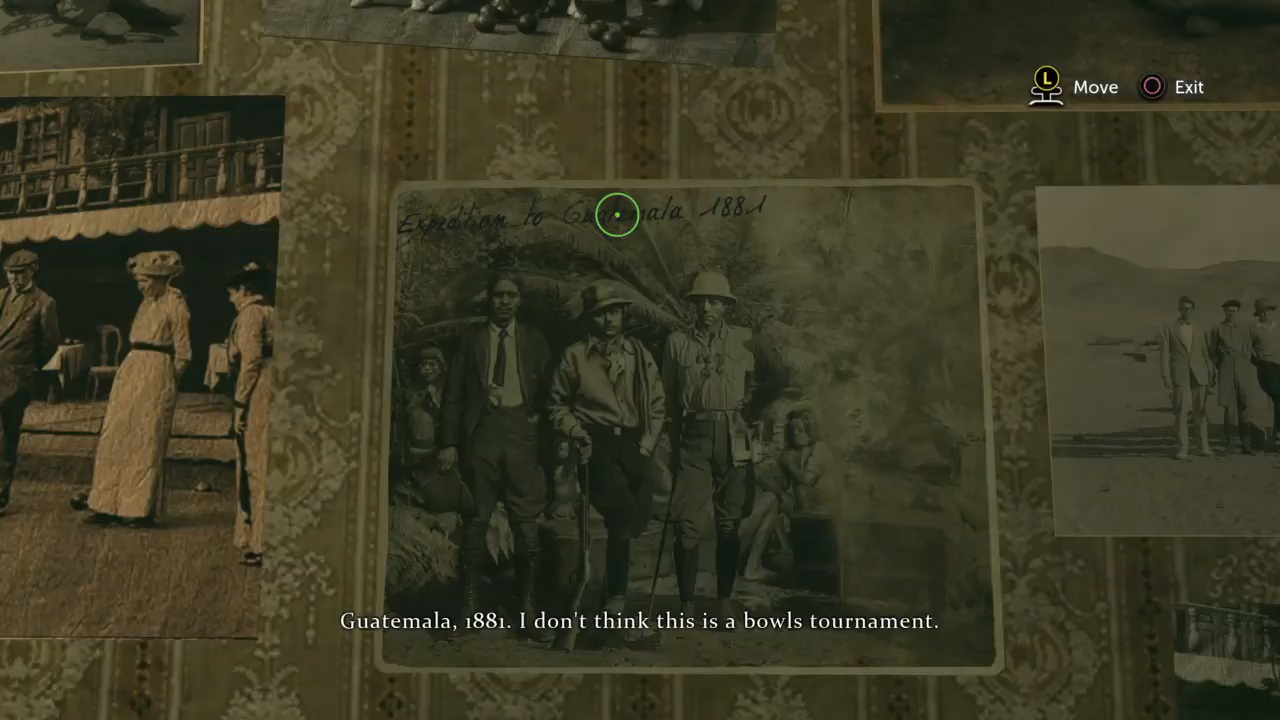 L Move Exit
Expedition to Guatemala 1881
Guatemala, 1881. I don't think this is a bowls tournament.